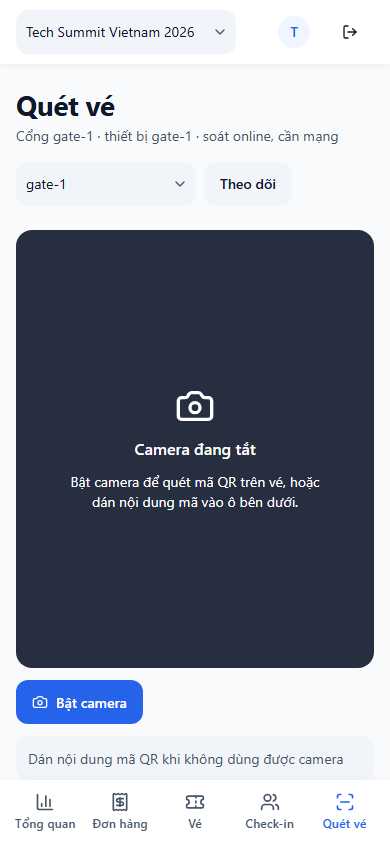 Tech Summit Vietnam 2026
T
Quét vé
Cổng gate-1 · thiết bị gate-1 · soát online, cần mạng
gate-1
Theo dõi
Camera đang tắt
Bật camera để quét mã QR trên vé, hoặc
dán nội dung mã vào ô bên dưới.
Bật camera
Dán nội dung mã QR khi không dùng được camera
Tổng quan
Đơn hàng
Vé
Check-in
Quét vé